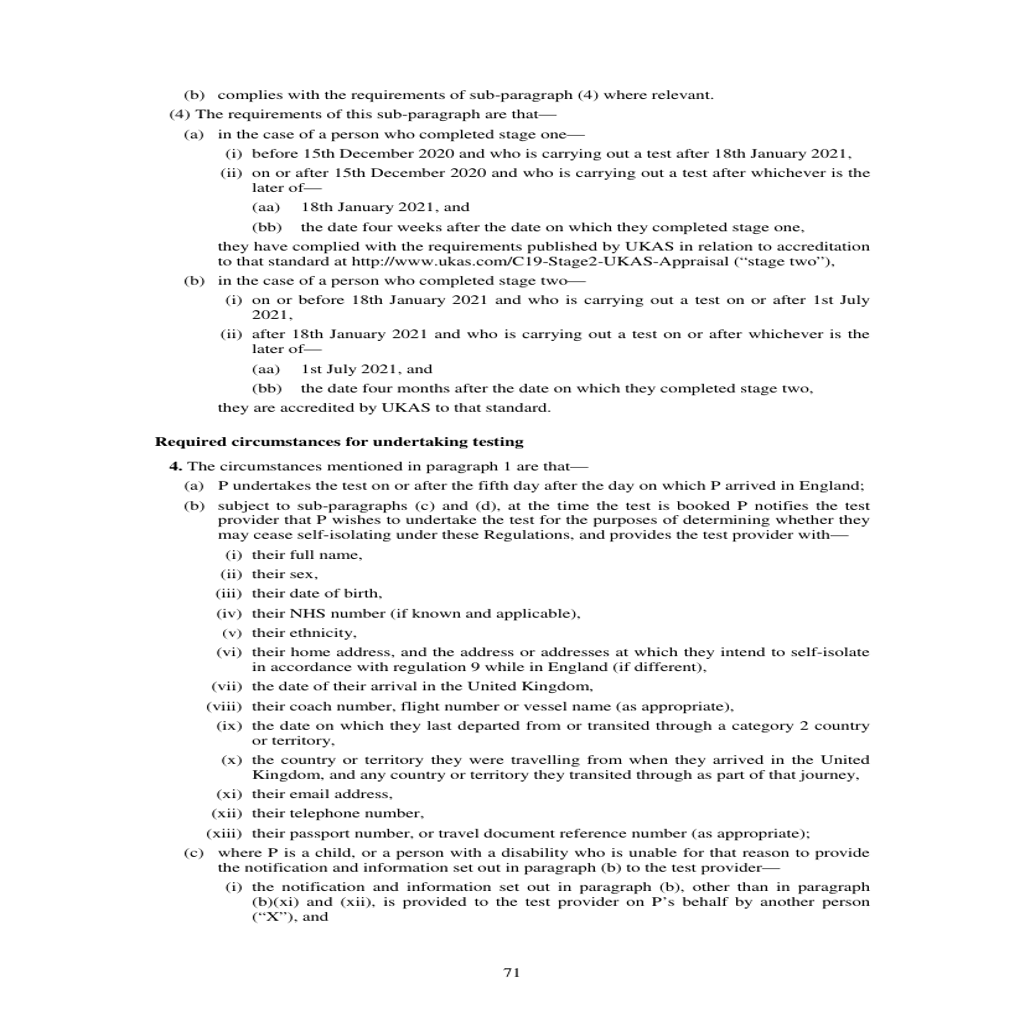 (b) complies with the requirements of sub-paragraph (4) where relevant.
(4) The requirements of this sub-paragraph are that—
(a) in the case of a person who completed stage one—
(i) before 15th December 2020 and who is carrying out a test after 18th January 2021,
(ii) on or after 15th December 2020 and who is carrying out a test after whichever is the
later of—
(aa) 18th January 2021, and
(bb) the date four weeks after the date on which they completed stage one,
they have complied with the requirements published by UKAS in relation to accreditation
to that standard at http://www.ukas.com/C19-Stage2-UKAS-Appraisal (“stage two”),
(b) in the case of a person who completed stage two—
(i) on or before 18th January 2021 and who is carrying out a test on or after 1st July
2021,
(ii) after 18th January 2021 and who is carrying out a test on or after whichever is the
later of—
(aa) 1st July 2021, and
(bb) the date four months after the date on which they completed stage two,
they are accredited by UKAS to that standard.
Required circumstances for undertaking testing
4. The circumstances mentioned in paragraph 1 are that—
(a) P undertakes the test on or after the fifth day after the day on which P arrived in England;
(b) subject to sub-paragraphs (c) and (d), at the time the test is booked P notifies the test
provider that P wishes to undertake the test for the purposes of determining whether they
may cease self-isolating under these Regulations, and provides the test provider with—
(i) their full name,
(ii) their sex,
(iii) their date of birth,
(iv) their NHS number (if known and applicable),
(v) their ethnicity,
(vi) their home address, and the address or addresses at which they intend to self-isolate
in accordance with regulation 9 while in England (if different),
(vii) the date of their arrival in the United Kingdom,
(viii) their coach number, flight number or vessel name (as appropriate),
(ix) the date on which they last departed from or transited through a category 2 country
or territory,
(x) the country or territory they were travelling from when they arrived in the United
Kingdom, and any country or territory they transited through as part of that journey,
(xi) their email address,
(xii) their telephone number,
(xiii) their passport number, or travel document reference number (as appropriate);
(c) where P is a child, or a person with a disability who is unable for that reason to provide
the notification and information set out in paragraph (b) to the test provider—
(i) the notification and information set out in paragraph (b), other than in paragraph
(b)(xi) and (xii), is provided to the test provider on P’s behalf by another person
(“X”), and
71